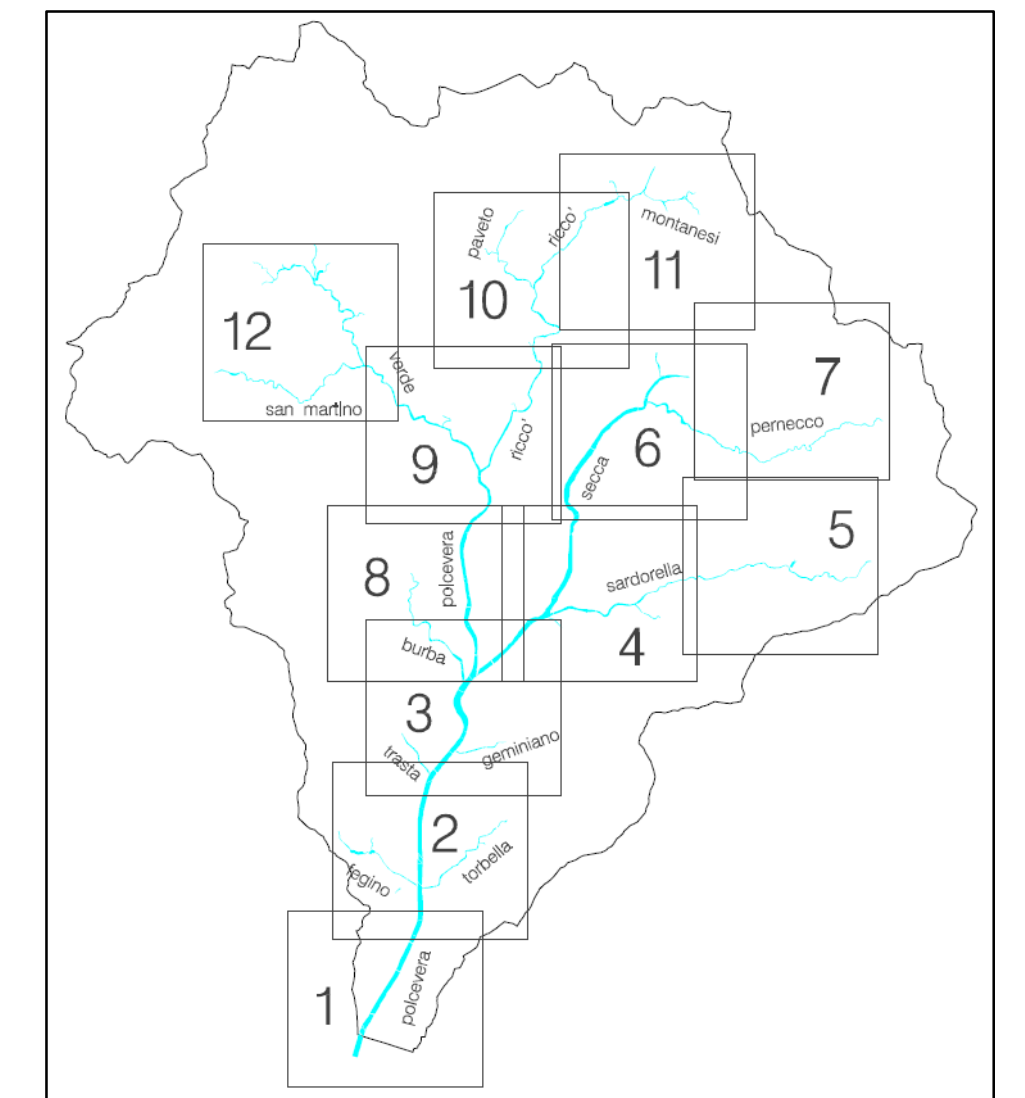 paveto
ricco'
montanesi
11
10
12
verde
7
san martino
ricco'
pernecco
6
9
secca
5
8
polcevera
sardorella
burba
4
3
geminiano
trasta
2
fegino
torbella
polcevera
1